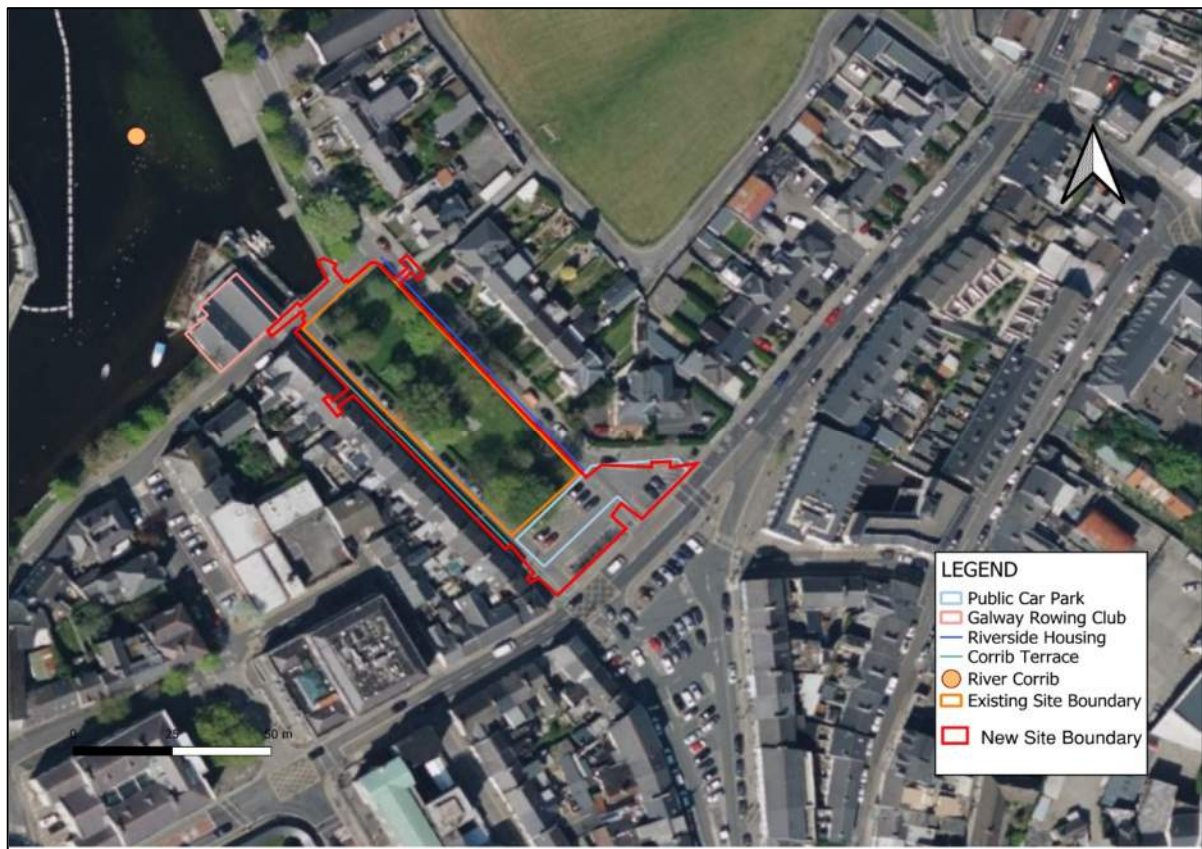 LEGEND
Public Car Park
Galway Rowing Club
Riverside Housing
Corrib Terrace
River Corrib
Existing Site Boundary
New Site Boundary
0 25 50 m